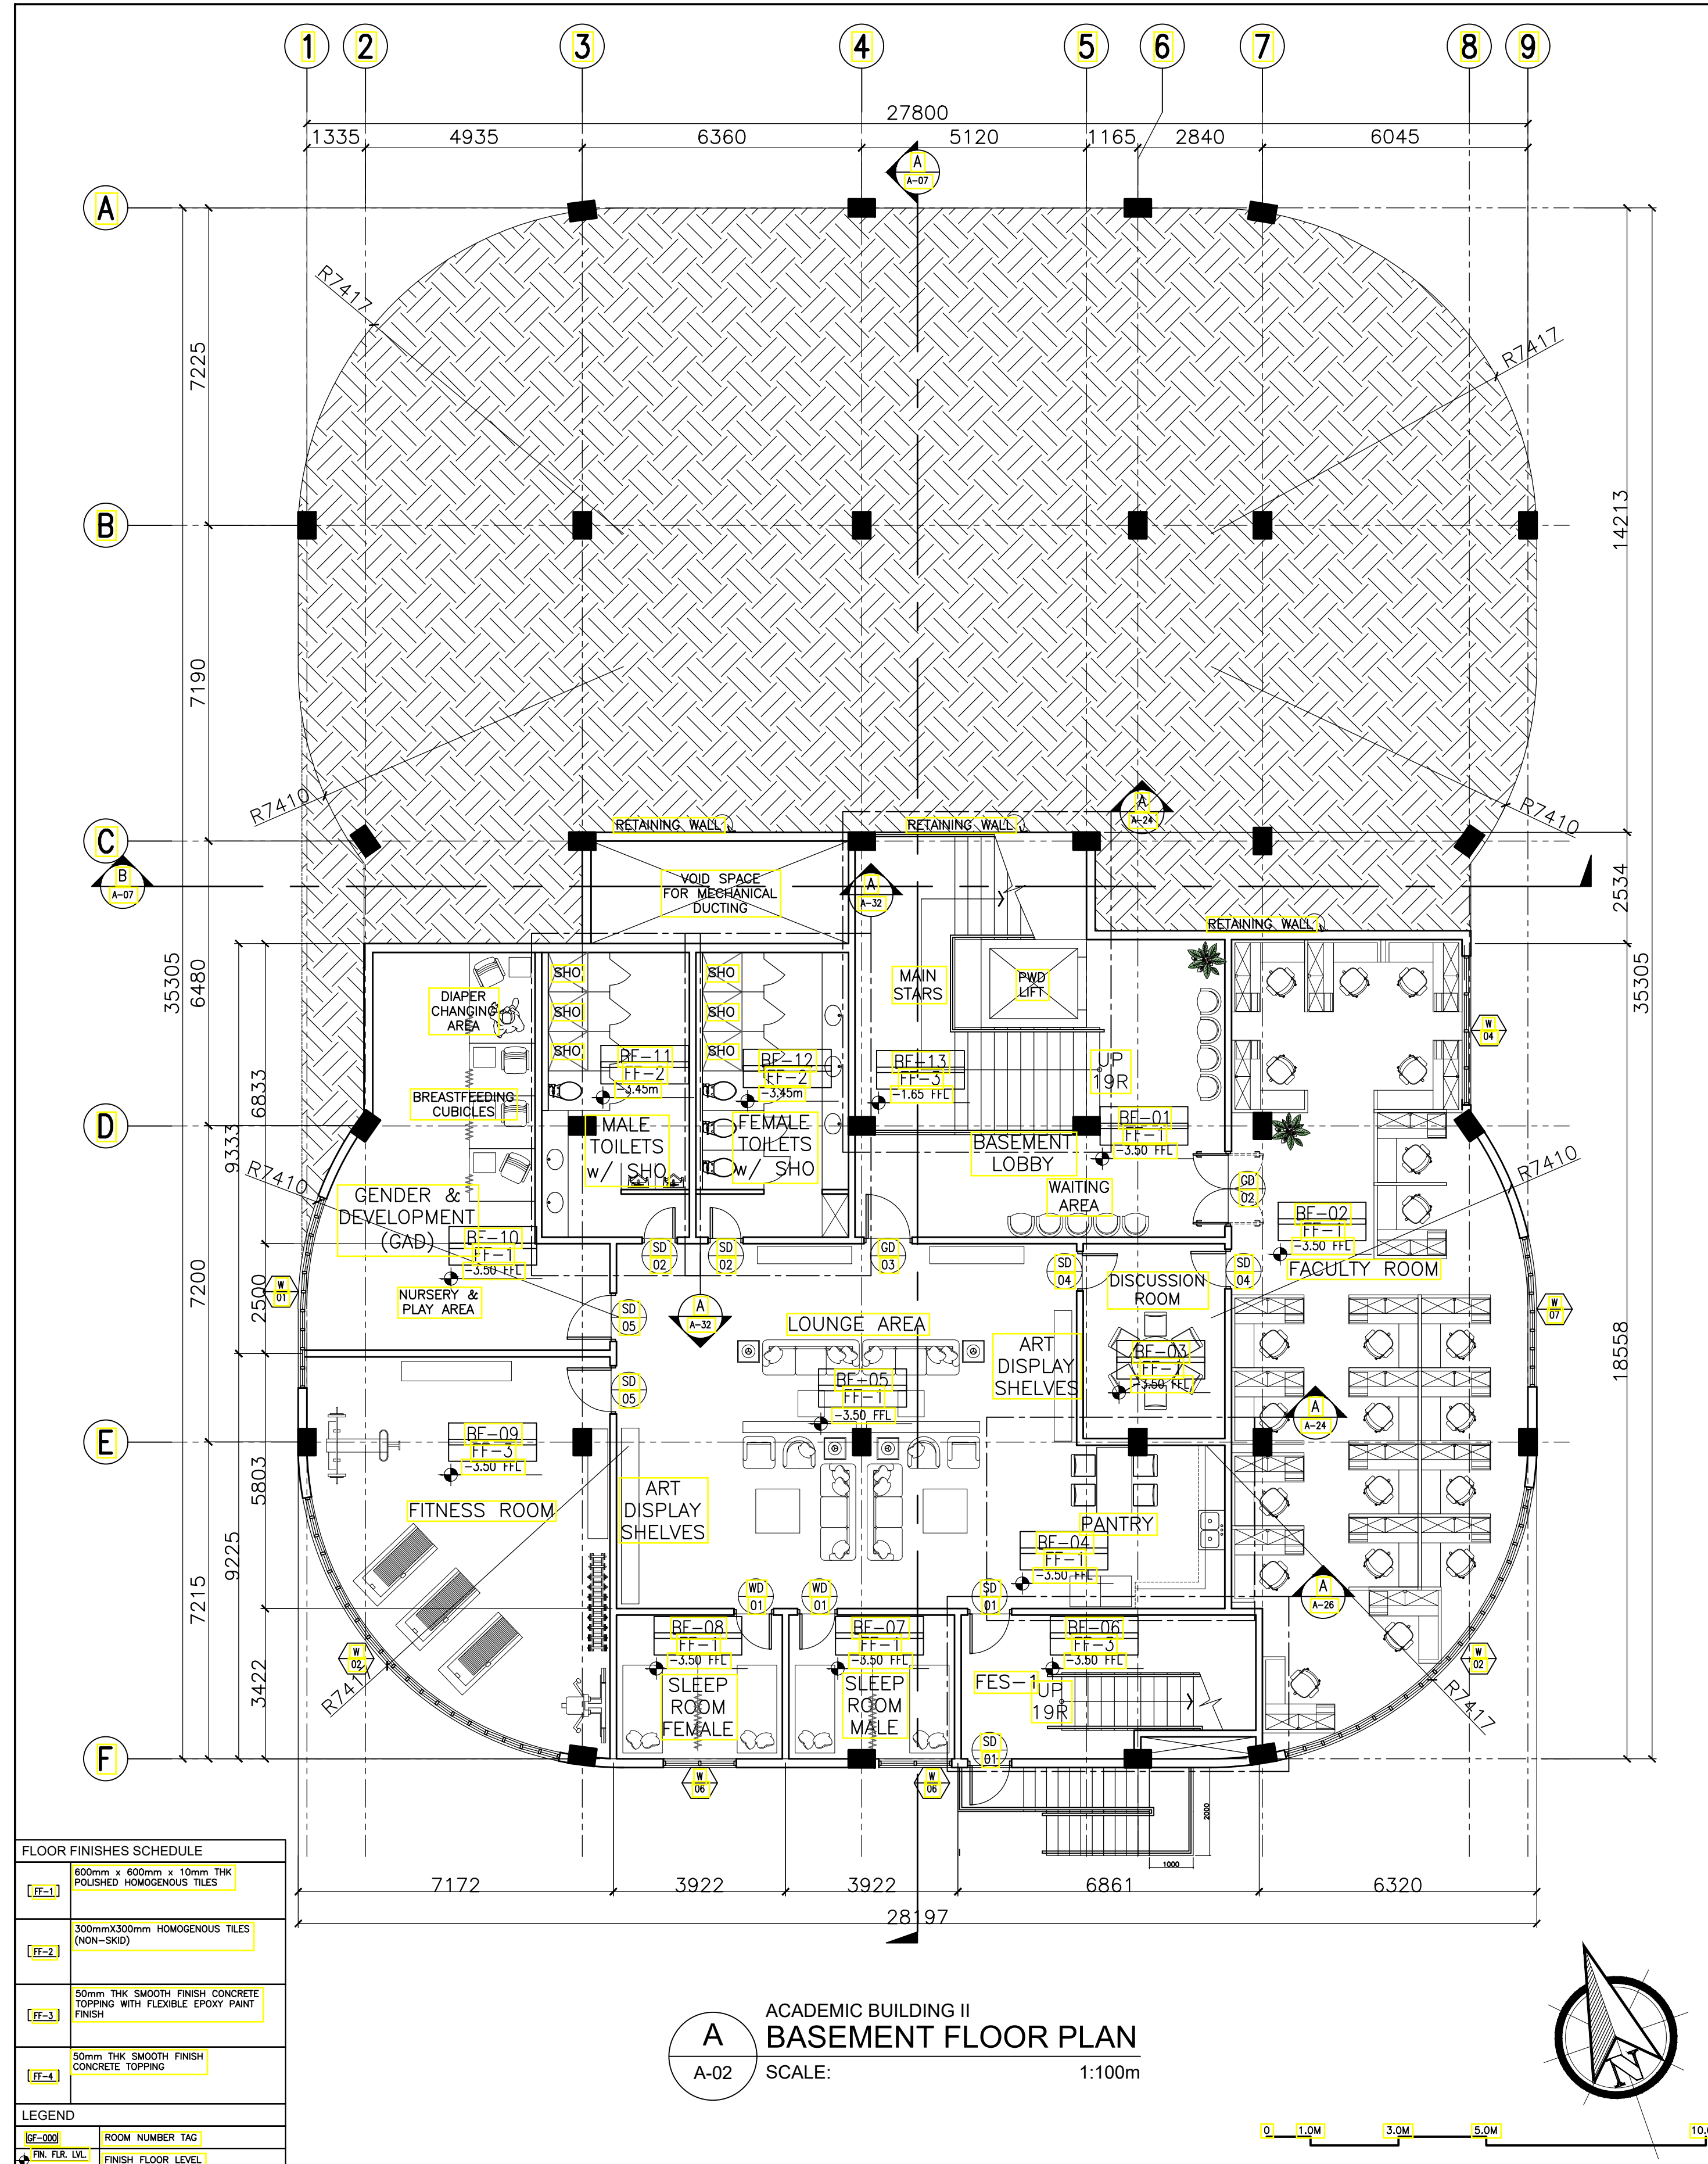 1 2 3 4 5 6 7 8 9
27800
1335 4935 6360 5120 1165 2840 6045
A
A-07
A
R7417
R7417
7225
B
14213
7190
R7410
R7410
A
A-24
RETAINING WALL
RETAINING WALL
C
B
A-07
VOID SPACE
FOR MECHANICAL
DUCTING
A
A-32
2534
RETAINING WALL
35305
6480
35305
SHO
SHO
MAIN
STARS
PWD
LIFT
DIAPER
CHANGING
AREA
SHO
SHO
W
04
SHO
SHO
BF-11
FF-2
-3.45m
BF-12
FF-2
-3.45m
BF-13
FF-3
-1.65 FFL
UP
19R
6833
BREASTFEEDING
CUBICLES
BF-01
FF-1
-3.50 FFL
D
MALE
TOILETS
w/ SHO
FEMALE
TOILETS
w/ SHO
BASEMENT
LOBBY
9333
R7410
R7410
GENDER &
DEVELOPMENT
(GAD)
WAITING
AREA
GD
02
BF-02
FF-1
-3.50 FFL
FACULTY ROOM
BF-10
FF-1
-3.50 FFL
SD
02
SD
02
GD
03
SD
04
SD
04
DISCUSSION
ROOM
7200
2500
W
01
NURSERY &
PLAY AREA
SD
05
A
A-32
W
07
LOUNGE AREA
ART
DISPLAY
SHELVES
BF-03
FF-1
-3.50 FFL
18558
SD
05
BF-05
FF-1
-3.50 FFL
A
A-24
E
BF-09
FF-3
-3.50 FFL
5803
FITNESS ROOM
ART
DISPLAY
SHELVES
PANTRY
BF-04
FF-1
-3.50 FFL
9225
7215
WD
01
WD
01
SD
01
A
A-26
BF-08
FF-1
-3.50 FFL
BF-07
FF-1
-3.50 FFL
BF-06
FF-3
-3.50 FFL
W
02
W
02
3422
SLEEP
ROOM
FEMALE
SLEEP
ROOM
MALE
FES-1
UP
19R
R7417
SD
01
F
W
06
W
06
2000
1000
7172 3922 3922 6861 6320
28197
FLOOR FINISHES SCHEDULE
FF-1
600mm x 600mm x 10mm THK
POLISHED HOMOGENOUS TILES
FF-2
300mmX300mm HOMOGENOUS TILES
(NON-SKID)
FF-3
50mm THK SMOOTH FINISH CONCRETE
TOPPING WITH FLEXIBLE EPOXY PAINT
FINISH
FF-4
50mm THK SMOOTH FINISH
CONCRETE TOPPING
LEGEND
GF-000 ROOM NUMBER TAG
FIN. FLR. LVL. FINISH FLOOR LEVEL
A
A-02
ACADEMIC BUILDING II
BASEMENT FLOOR PLAN
SCALE: 1:100m
N
0 1.0M 3.0M 5.0M